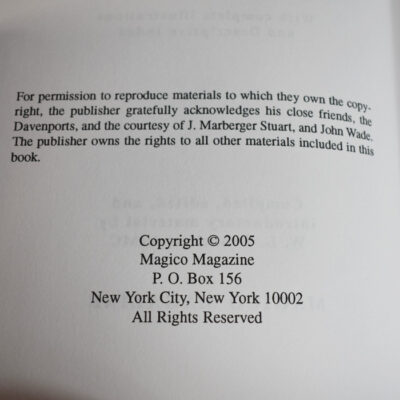 For permission to reproduce materials to which they own the copy-
right, the publisher gratefully acknowledges his close friends, the
Davenports, and the courtesy of J. Marberger Stuart, and John Wade.
The publisher owns the rights to all other materials included in this
book.
Copyright © 2005
Magico Magazine
P. O. Box 156
New York City, New York 10002
All Rights Reserved